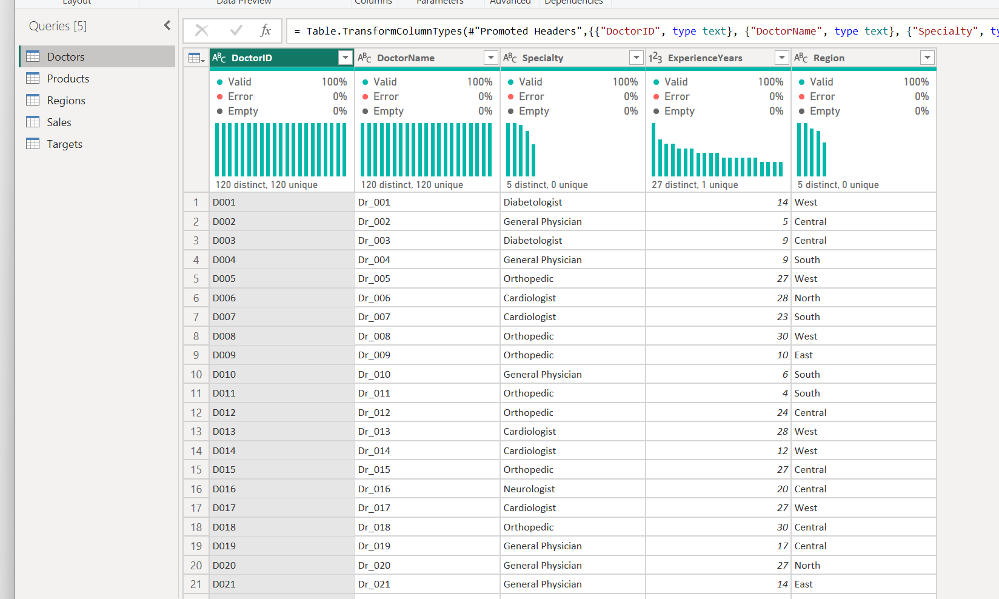 Layout Data Preview Columns Parameters Advanced Dependencies
Queries [5]
Doctors
Products
Regions
Sales
Targets
fx = Table.TransformColumnTypes(#"Promoted Headers",{{"DoctorID", type text}, {"DoctorName", type text}, {"Specialty", ty
ABC DoctorID ABC DoctorName ABC Specialty 123 ExperienceYears ABC Region
Valid 100% Valid 100% Valid 100% Valid 100% Valid 100%
Error 0% Error 0% Error 0% Error 0% Error 0%
Empty 0% Empty 0% Empty 0% Empty 0% Empty 0%
120 distinct, 120 unique 120 distinct, 120 unique 5 distinct, 0 unique 27 distinct, 1 unique 5 distinct, 0 unique
1 D001 Dr_001 Diabetologist 14 West
2 D002 Dr_002 General Physician 5 Central
3 D003 Dr_003 Diabetologist 9 Central
4 D004 Dr_004 General Physician 9 South
5 D005 Dr_005 Orthopedic 27 West
6 D006 Dr_006 Cardiologist 28 North
7 D007 Dr_007 Cardiologist 23 South
8 D008 Dr_008 Orthopedic 30 West
9 D009 Dr_009 Orthopedic 10 East
10 D010 Dr_010 General Physician 6 South
11 D011 Dr_011 Orthopedic 4 South
12 D012 Dr_012 Orthopedic 24 Central
13 D013 Dr_013 Cardiologist 28 West
14 D014 Dr_014 Cardiologist 12 West
15 D015 Dr_015 Orthopedic 27 Central
16 D016 Dr_016 Neurologist 20 Central
17 D017 Dr_017 Cardiologist 27 West
18 D018 Dr_018 Orthopedic 30 Central
19 D019 Dr_019 General Physician 17 Central
20 D020 Dr_020 General Physician 27 North
21 D021 Dr_021 General Physician 14 East